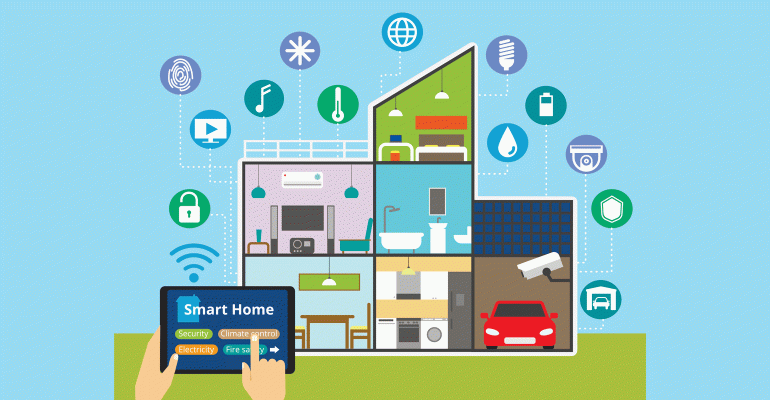 Smart Home
Security Climate control
Electricity Fire safety